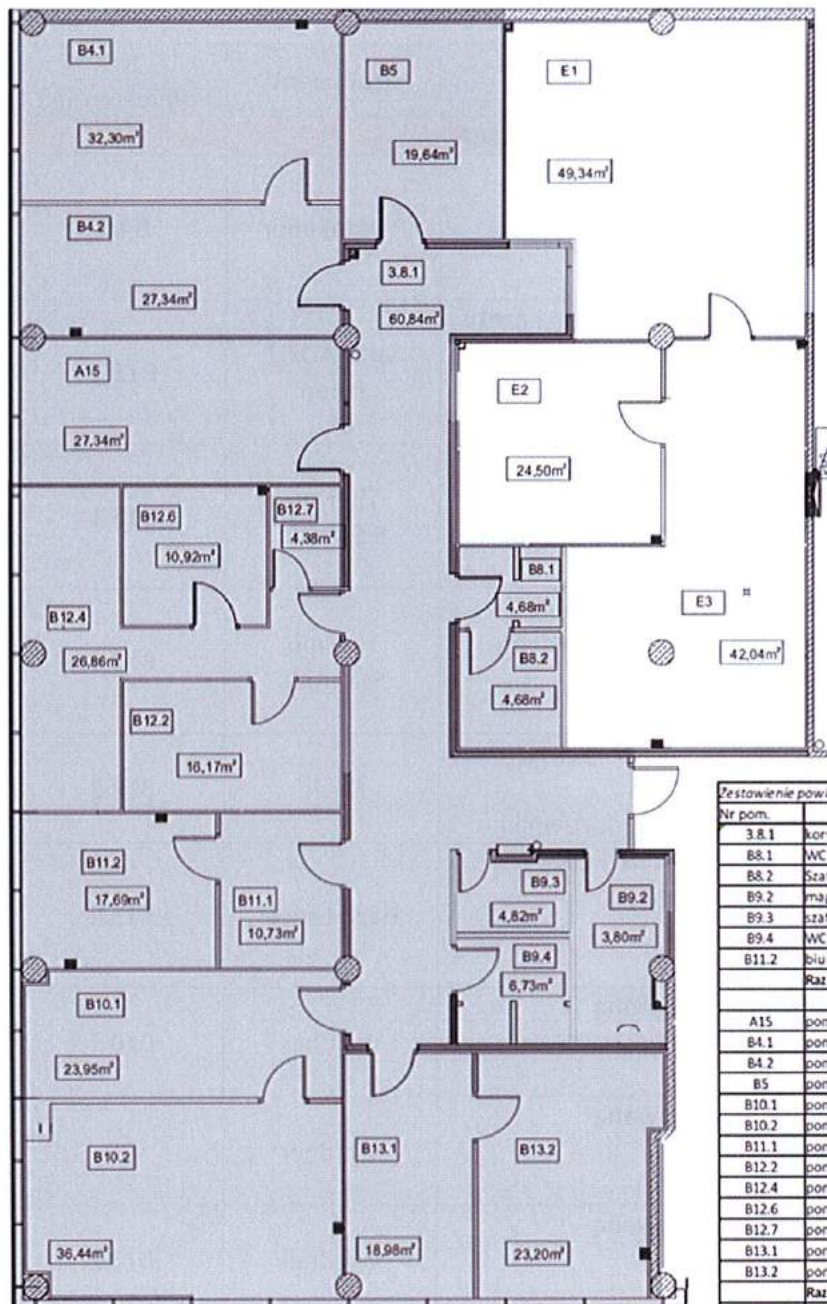 B4.1
32,30m²
B5
19,64m²
E1
49,34m²
B4.2
27,34m²
3.8.1
60,84m²
A15
27,34m²
E2
24,50m²
B12.6
10,92m²
B12.7
4,38m²
B8.1
4,68m²
E3
42,04m²
B12.4
26,86m²
B8.2
4,68m²
B12.2
16,17m²
B11.2
17,69m²
B11.1
10,73m²
B9.3
4,82m²
B9.2
3,80m²
B9.4
6,73m²
B10.1
23,95m²
B10.2
36,44m²
B13.1
18,98m²
B13.2
23,20m²
Zestawienie
Nr pom.
3.8.1
B8.1 WC
B8.2
B9.2
B9.3
B9.4 WC
B11.2
A15
B4.1
B4.2
B5
B10.1
B10.2
B11.1
B12.2
B12.4
B12.6
B12.7
B13.1
B13.2